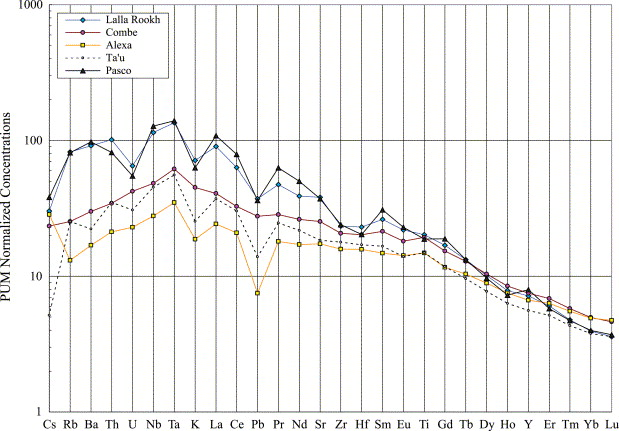 1000
Lalla Rookh
Combe
Alexa
Ta'u
Pasco
100
10
1
PUM Normalized Concentrations
Cs Rb Ba Th U Nb Ta K La Ce Pb Pr Nd Sr Zr Hf Sm Eu Ti Gd Tb Dy Ho Y Er Tm Yb Lu